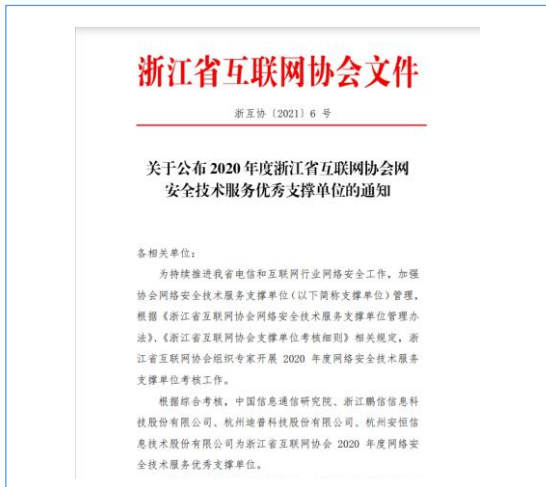 浙江省互联网协会文件
浙互协〔2021〕6 号
关于公布 2020 年度浙江省互联网协会网
安全技术服务优秀支撑单位的通知
各相关单位：
为持续推进我省电信和互联网行业网络安全工作，加强
协会网络安全技术服务支撑单位（以下简称支撑单位）管理，
根据《浙江省互联网协会网络安全技术服务支撑单位管理办
法》、《浙江省互联网协会支撑单位考核细则》相关规定，浙
江省互联网协会组织专家开展 2020 年度网络安全技术服务
支撑单位考核工作。
根据综合考核，中国信息通信研究院、浙江鹏信信息科
技股份有限公司、杭州迪普科技股份有限公司、杭州安恒信
息技术股份有限公司为浙江省互联网协会 2020 年度网络安
全技术服务优秀支撑单位。